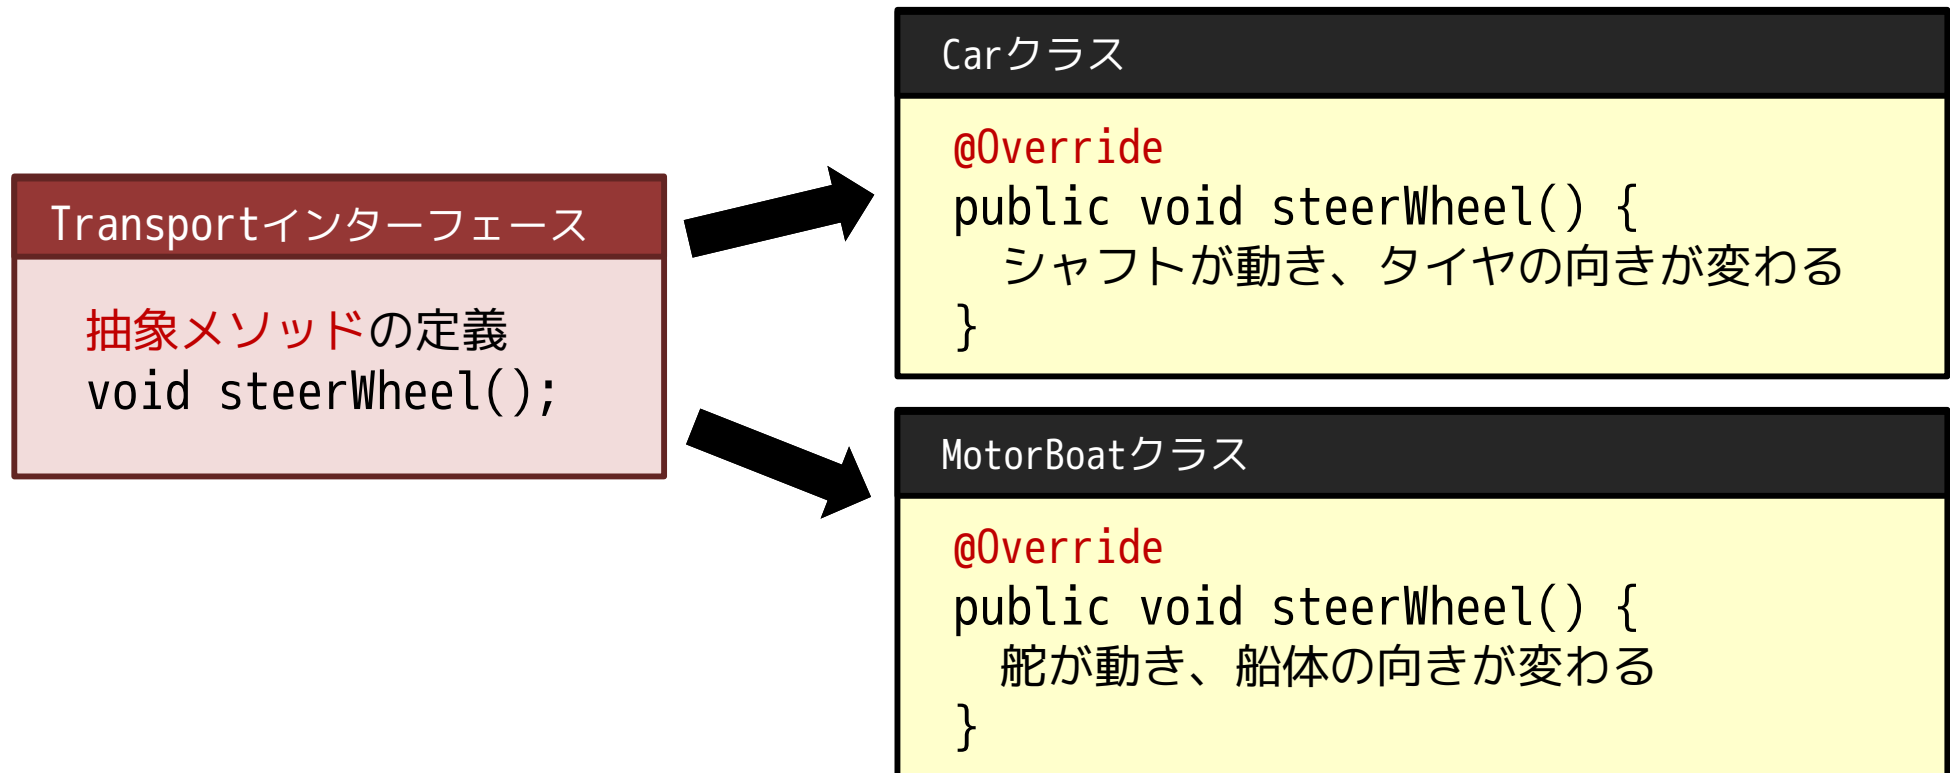 Transportインターフェース
抽象メソッドの定義
void steerWheel();
Carクラス
@Override
public void steerWheel() {
シャフトが動き、タイヤの向きが変わる
}
MotorBoatクラス
@Override
public void steerWheel() {
舵が動き、船体の向きが変わる
}